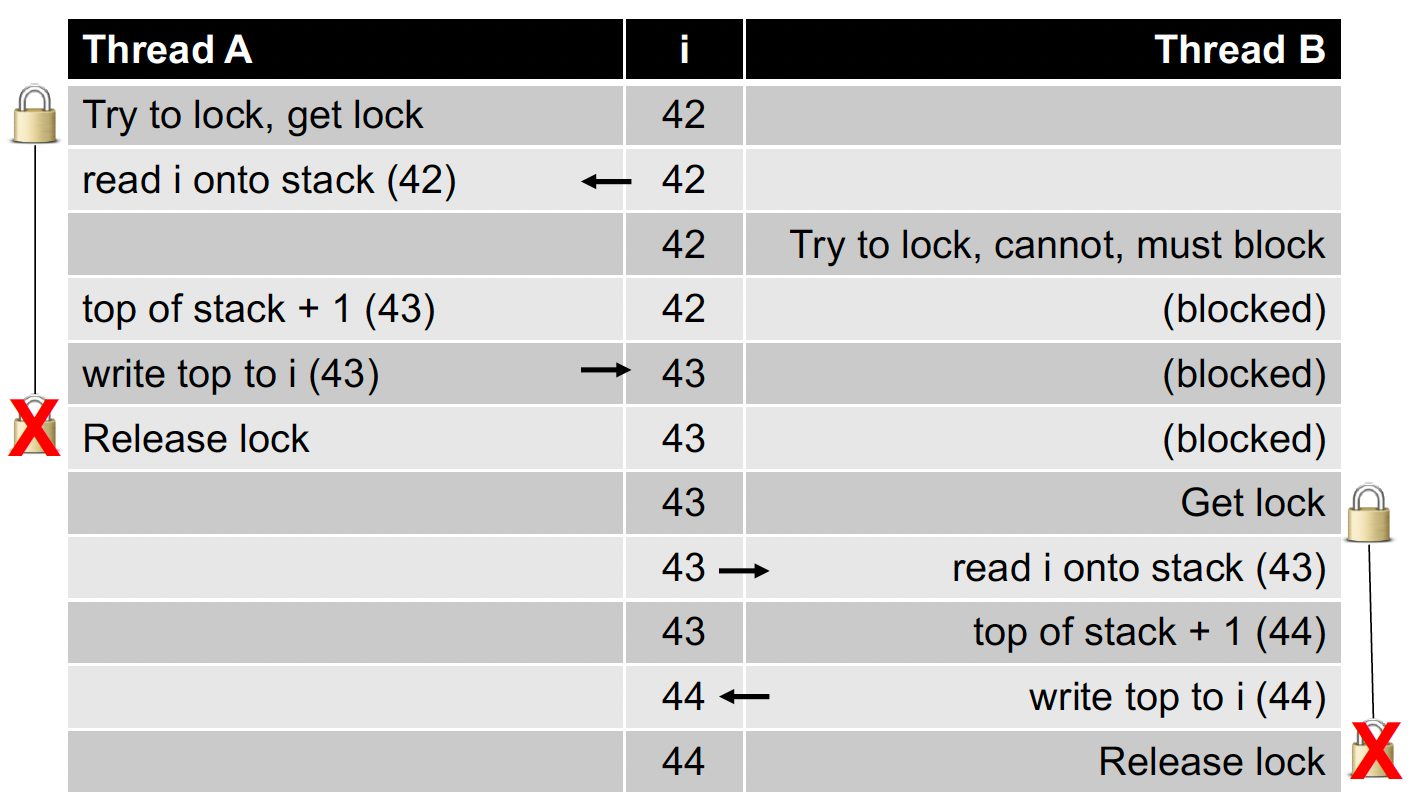 Thread A i Thread B
Try to lock, get lock 42
read i onto stack (42) 42
42 Try to lock, cannot, must block
top of stack + 1 (43) 42 (blocked)
write top to i (43) 43 (blocked)
Release lock 43 (blocked)
43 Get lock
43 read i onto stack (43)
43 top of stack + 1 (44)
44 write top to i (44)
44 Release lock